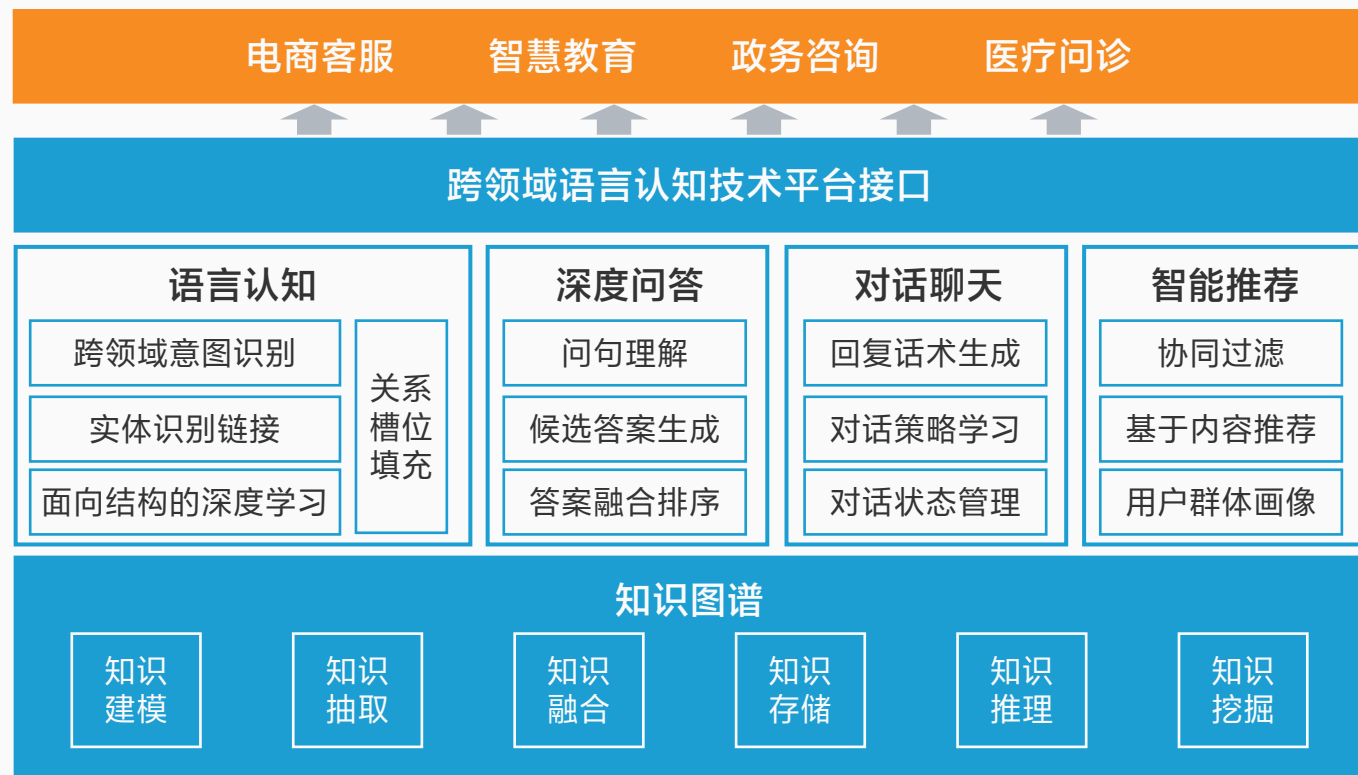 电商客服 智慧教育 政务咨询 医疗问诊
跨领域语言认知技术平台接口
语言认知
跨领域意图识别
实体识别链接
面向结构的深度学习
关系
槽位
填充
深度问答
问句理解
候选答案生成
答案融合排序
对话聊天
回复话术生成
对话策略学习
对话状态管理
智能推荐
协同过滤
基于内容推荐
用户群体画像
知识图谱
知识
建模
知识
抽取
知识
融合
知识
存储
知识
推理
知识
挖掘